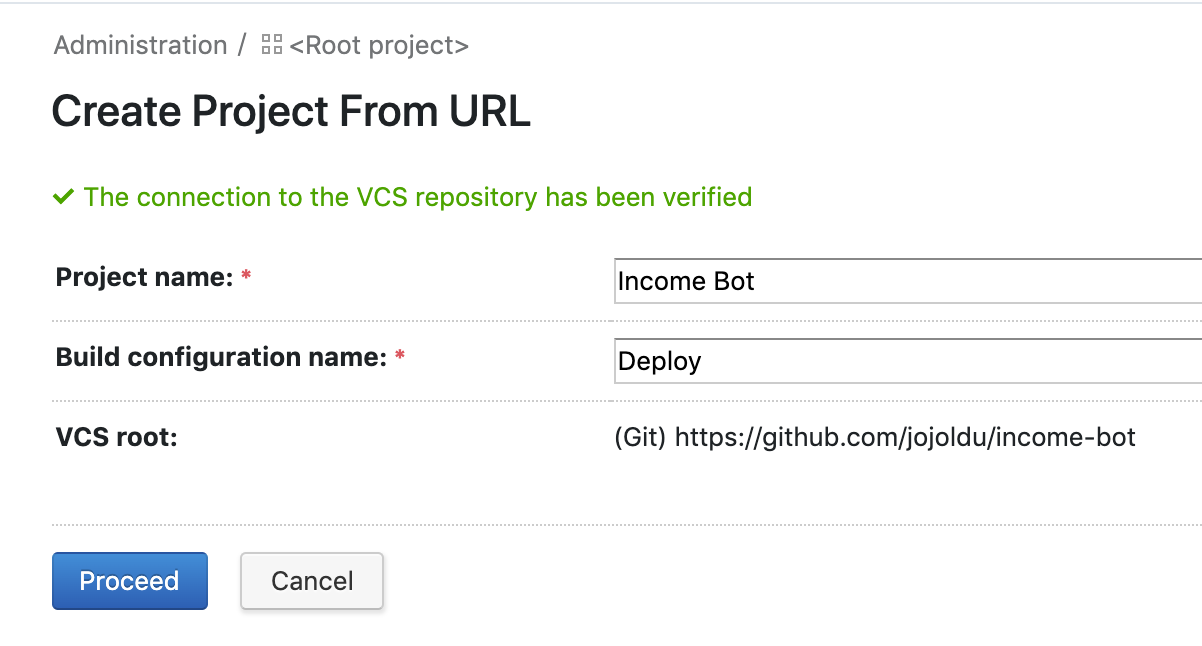 Administration / <Root project>
Create Project From URL
The connection to the VCS repository has been verified
Project name: * Income Bot
Build configuration name: * Deploy
VCS root: (Git) https://github.com/jojoldu/income-bot
Proceed Cancel